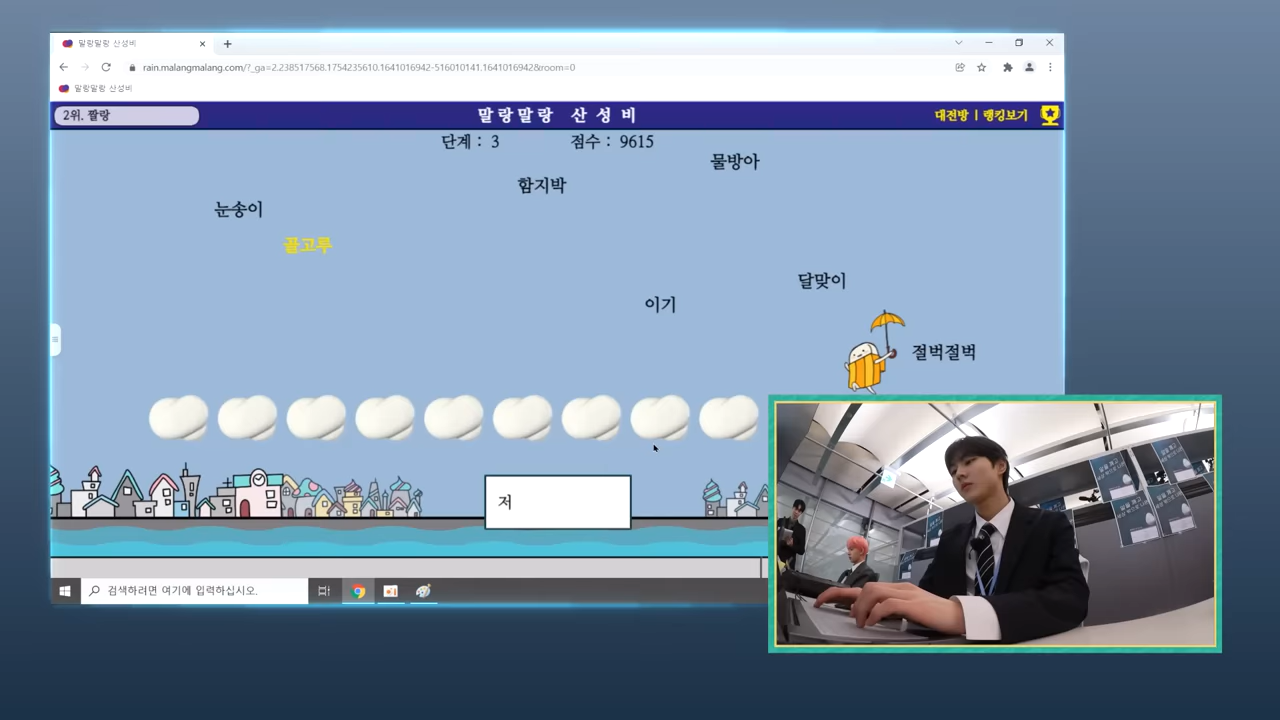 말랑말랑 산성비
rain.malangmalang.com/?_ga=2.238517568.1754235610.1641016942-516010141.1641016942&room=0
말랑말랑 산성비
2위. 짤랑
말랑말랑 산성비
대전방 | 랭킹보기
단계 : 3
점수 : 9615
물방아
함지박
눈송이
골고루
달맞이
이기
절벅절벅
저
검색하려면 여기에 입력하십시오.